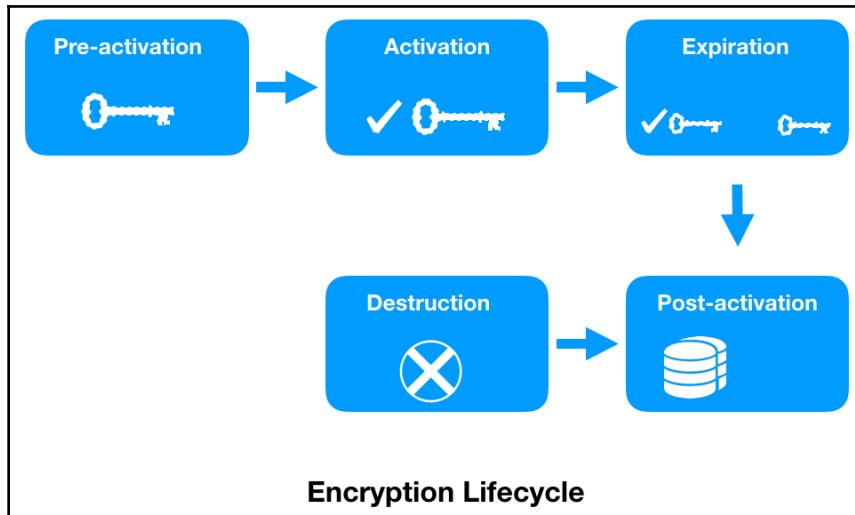 Pre-activation
Activation
Expiration
Destruction
Post-activation
Encryption Lifecycle